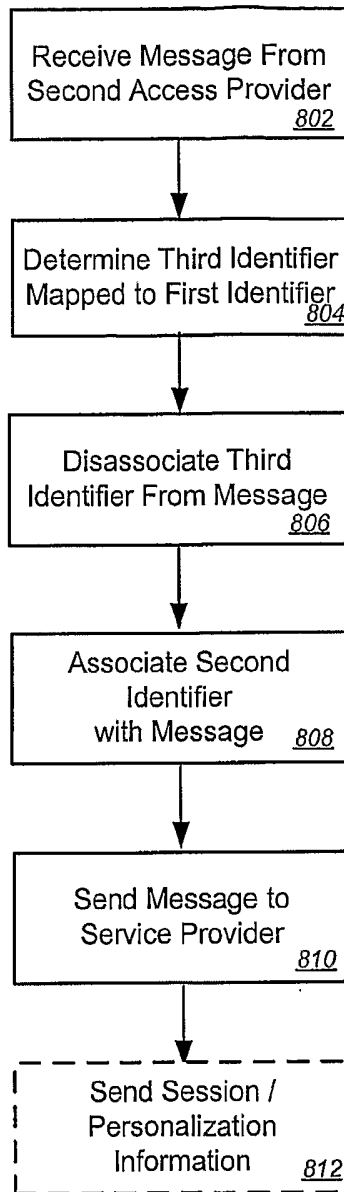 Receive Message From
Second Access Provider
802
Determine Third Identifier
Mapped to First Identifier
804
Disassociate Third
Identifier From Message
806
Associate Second
Identifier
with Message 808
Send Message to
Service Provider
810
Send Session /
Personalization
Information 812